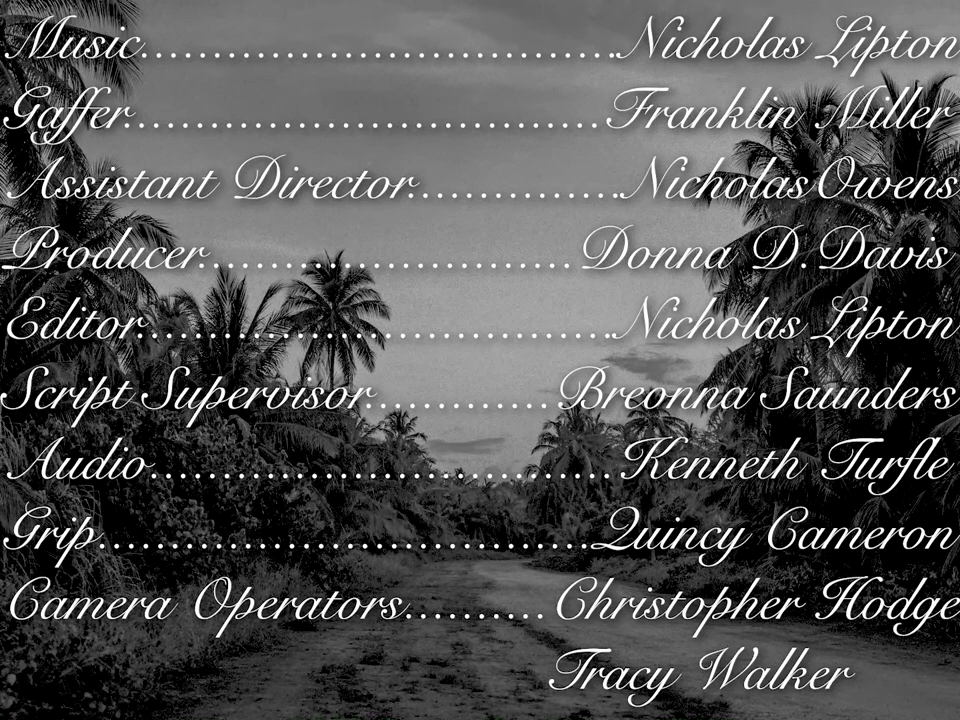 Music....................................Nicholas Lipton
Gaffer....................................Franklin Miller
Assistant Director...............Nicholas Owens
Producer............................Donna D. Davis
Editor....................................Nicholas Lipton
Script Supervisor..............Breonna Saunders
Audio....................................Kenneth Turfle
Grip....................................Quincy Cameron
Camera Operators..........Christopher Hodge
Tracy Walker